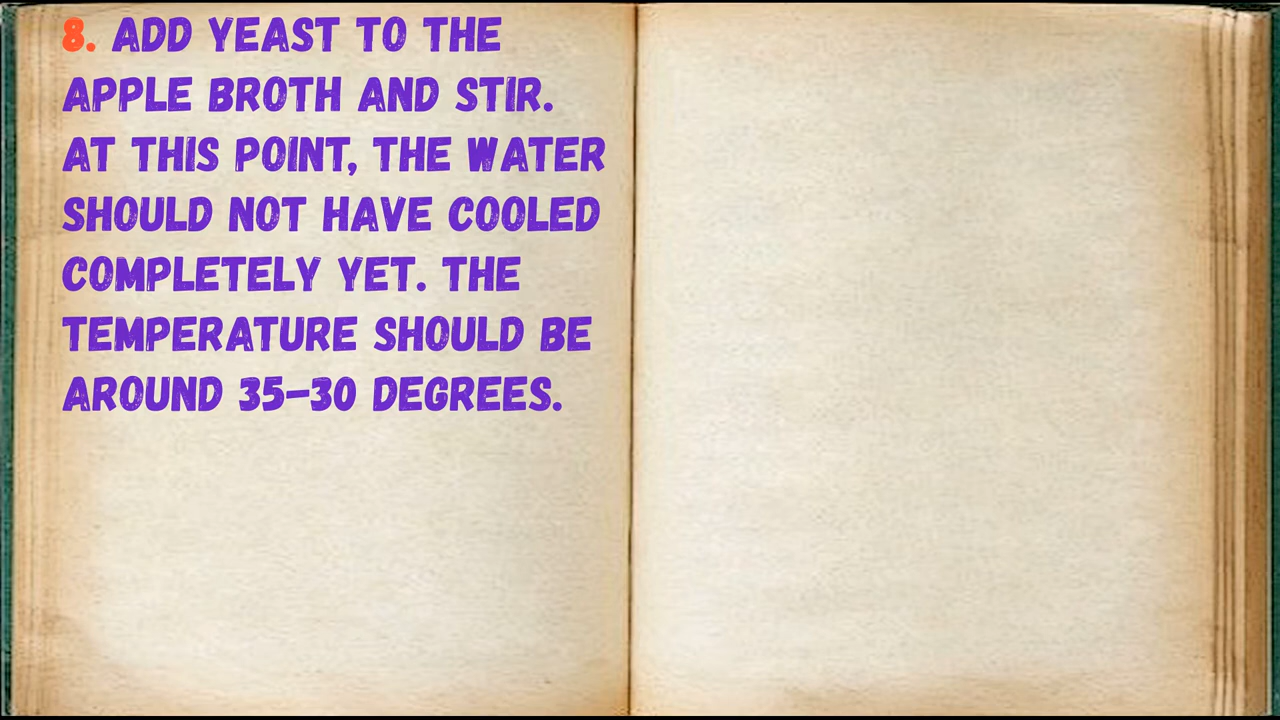 8. ADD YEAST TO THE
APPLE BROTH AND STIR.
AT THIS POINT, THE WATER
SHOULD NOT HAVE COOLED
COMPLETELY YET. THE
TEMPERATURE SHOULD BE
AROUND 35–30 DEGREES.